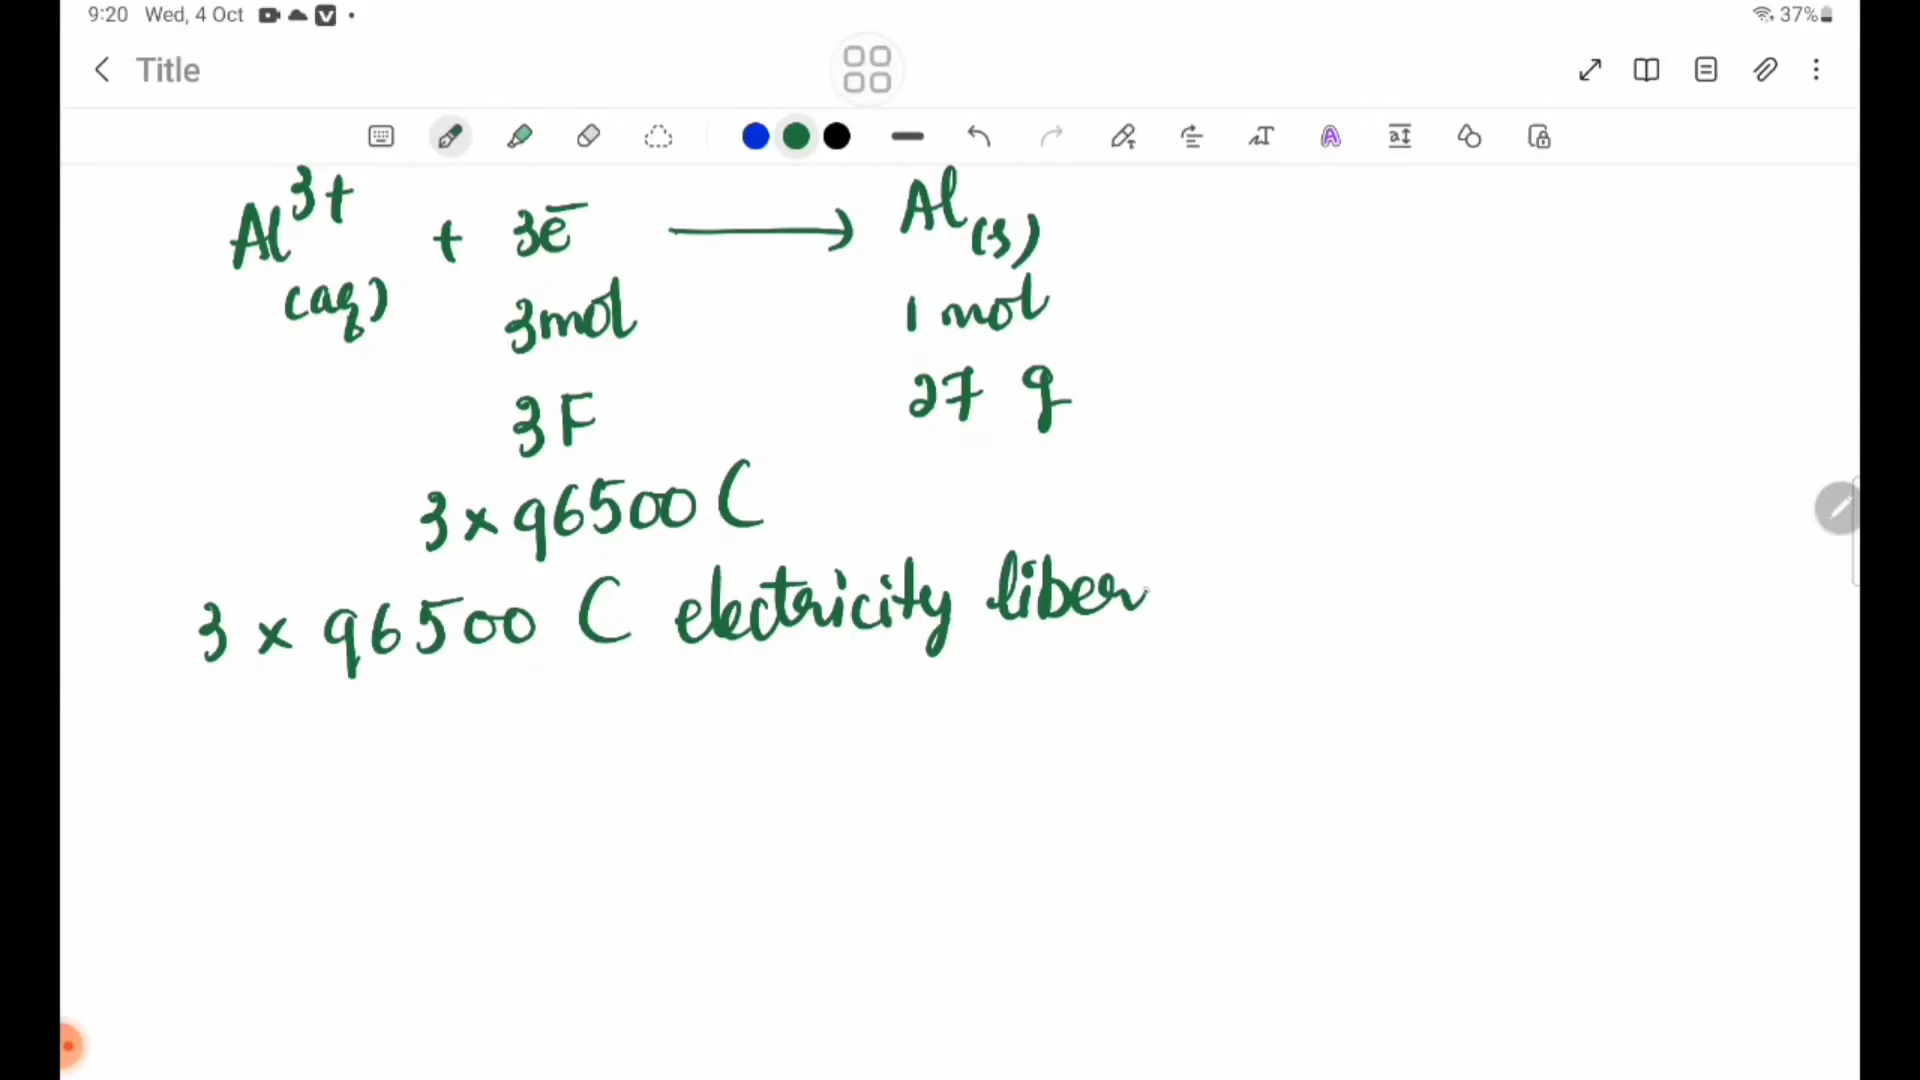 9:20 Wed, 4 Oct 37%
Title
Al³⁺(aq) + 3e⁻ ⟶ Al(s)
3mol 1 mol
3F 27 g
3×96500 C
3 × 96500 C electricity liber